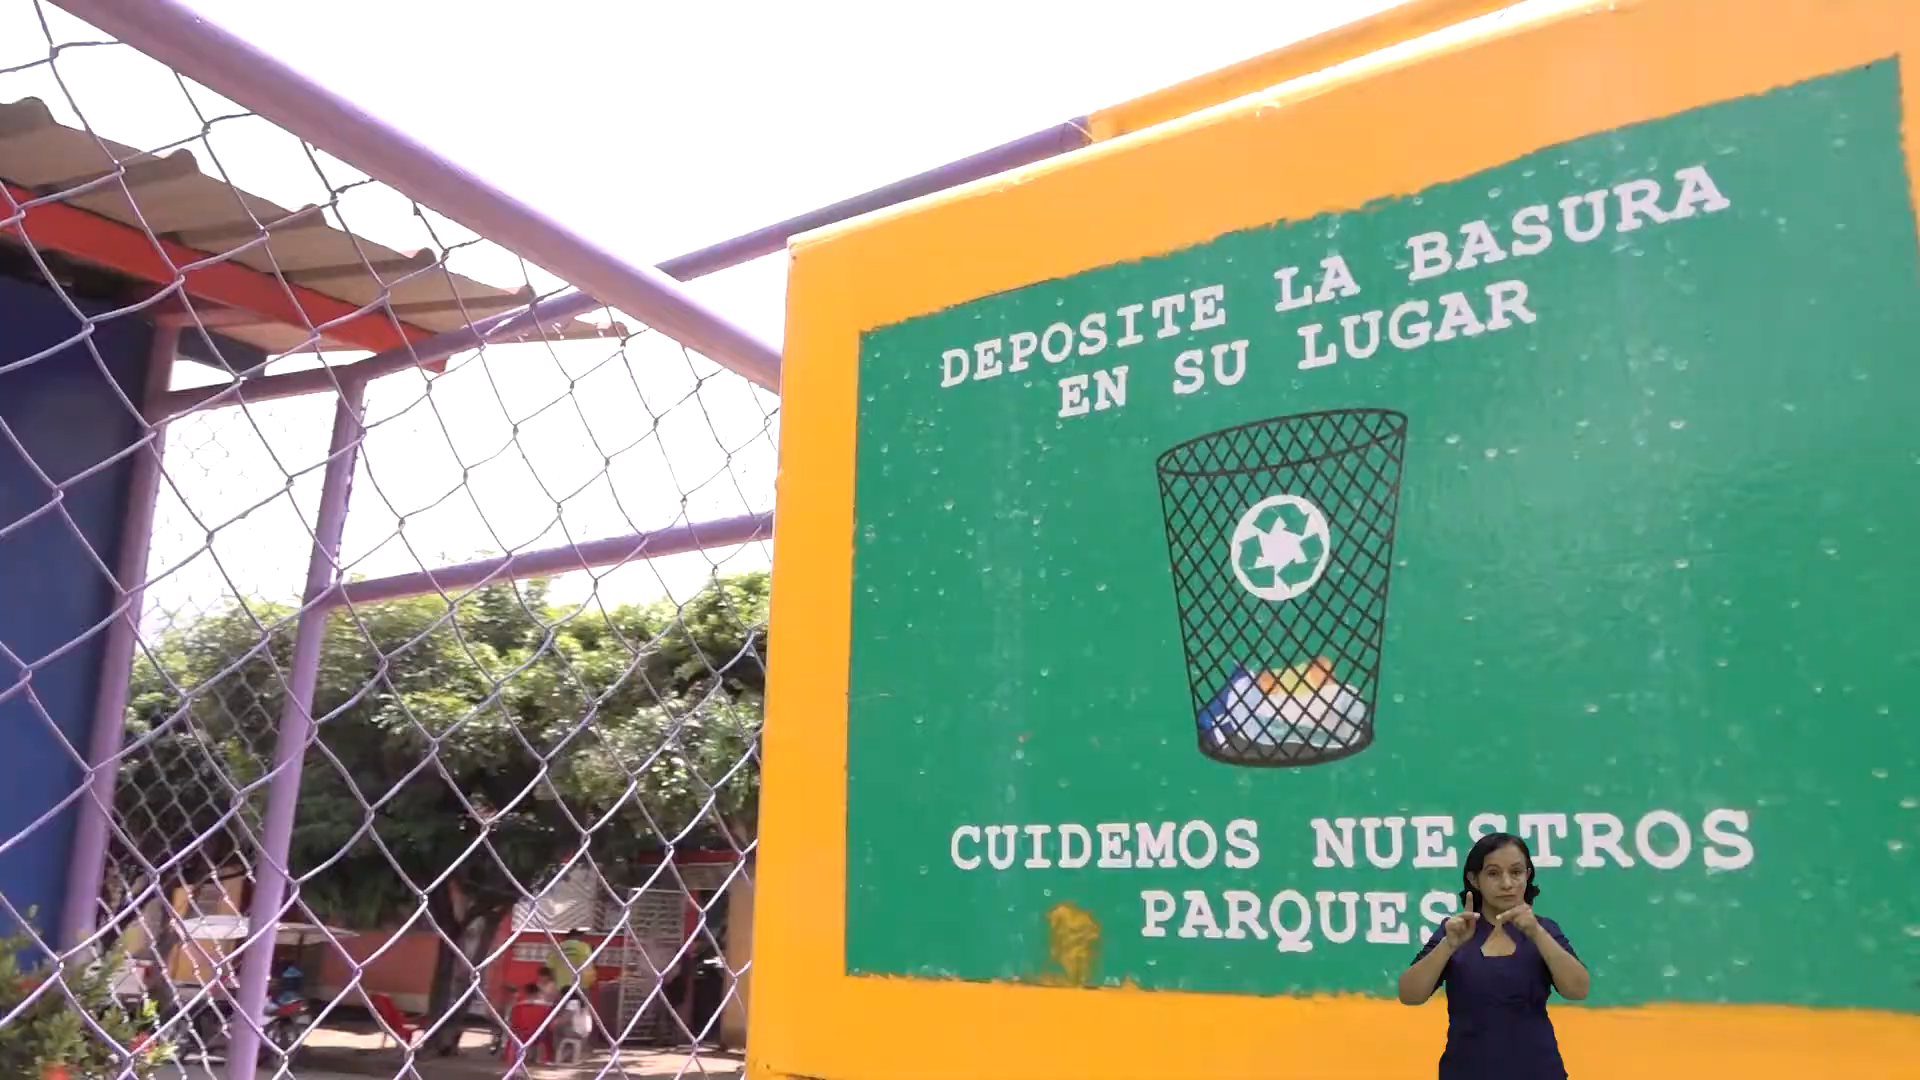 DEPOSITE LA BASURA
EN SU LUGAR
CUIDEMOS NUESTROS
PARQUES